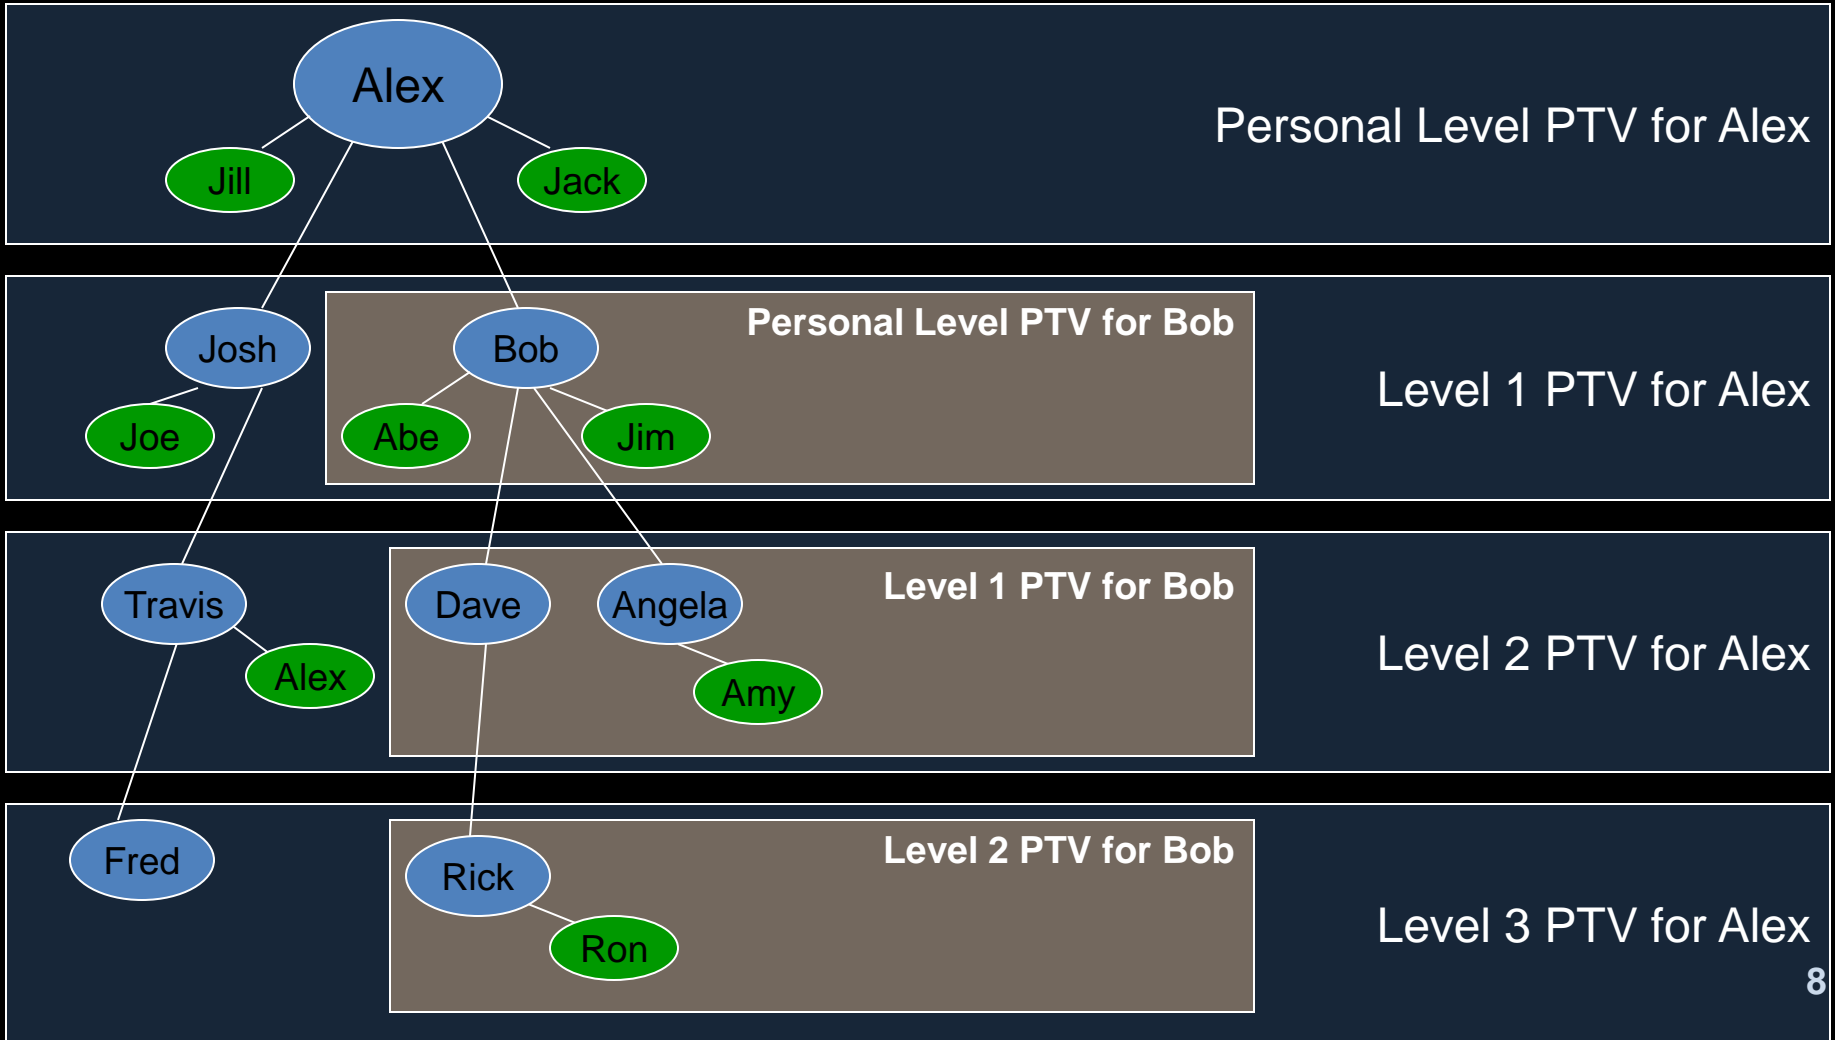 Alex
Personal Level PTV for Alex
Jill
Jack
Personal Level PTV for Bob
Josh
Bob
Level 1 PTV for Alex
Joe
Abe
Jim
Level 1 PTV for Bob
Travis
Dave
Angela
Level 2 PTV for Alex
Alex
Amy
Level 2 PTV for Bob
Fred
Rick
Level 3 PTV for Alex
Ron
8